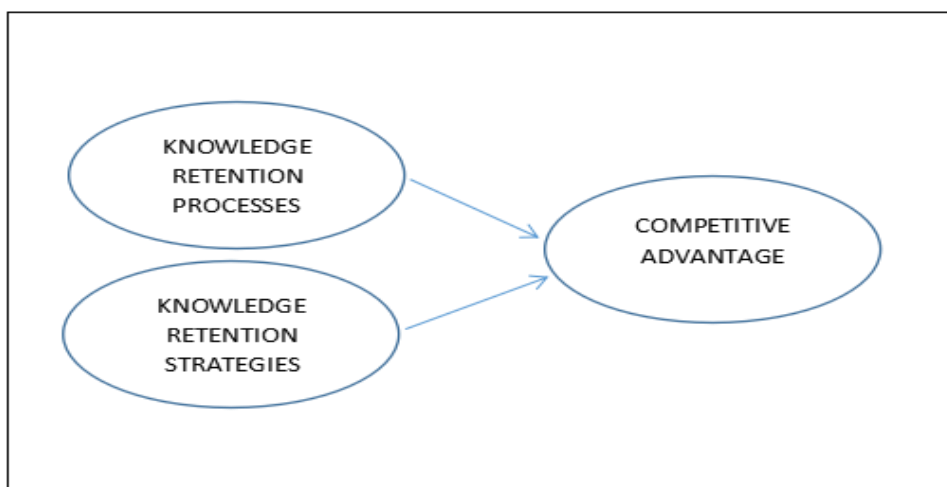 KNOWLEDGE
RETENTION
PROCESSES
KNOWLEDGE
RETENTION
STRATEGIES
COMPETITIVE
ADVANTAGE